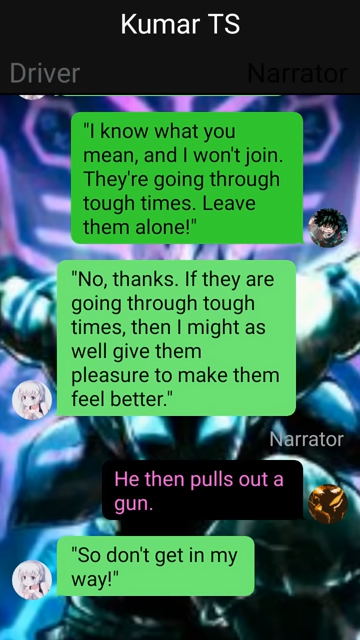 Kumar TS
Driver
Narrator
"I know what you
mean, and I won't join.
They're going through
tough times. Leave
them alone!"
"No, thanks. If they are
going through tough
times, then I might as
well give them
pleasure to make them
feel better."
Narrator
He then pulls out a
gun.
"So don't get in my
way!"